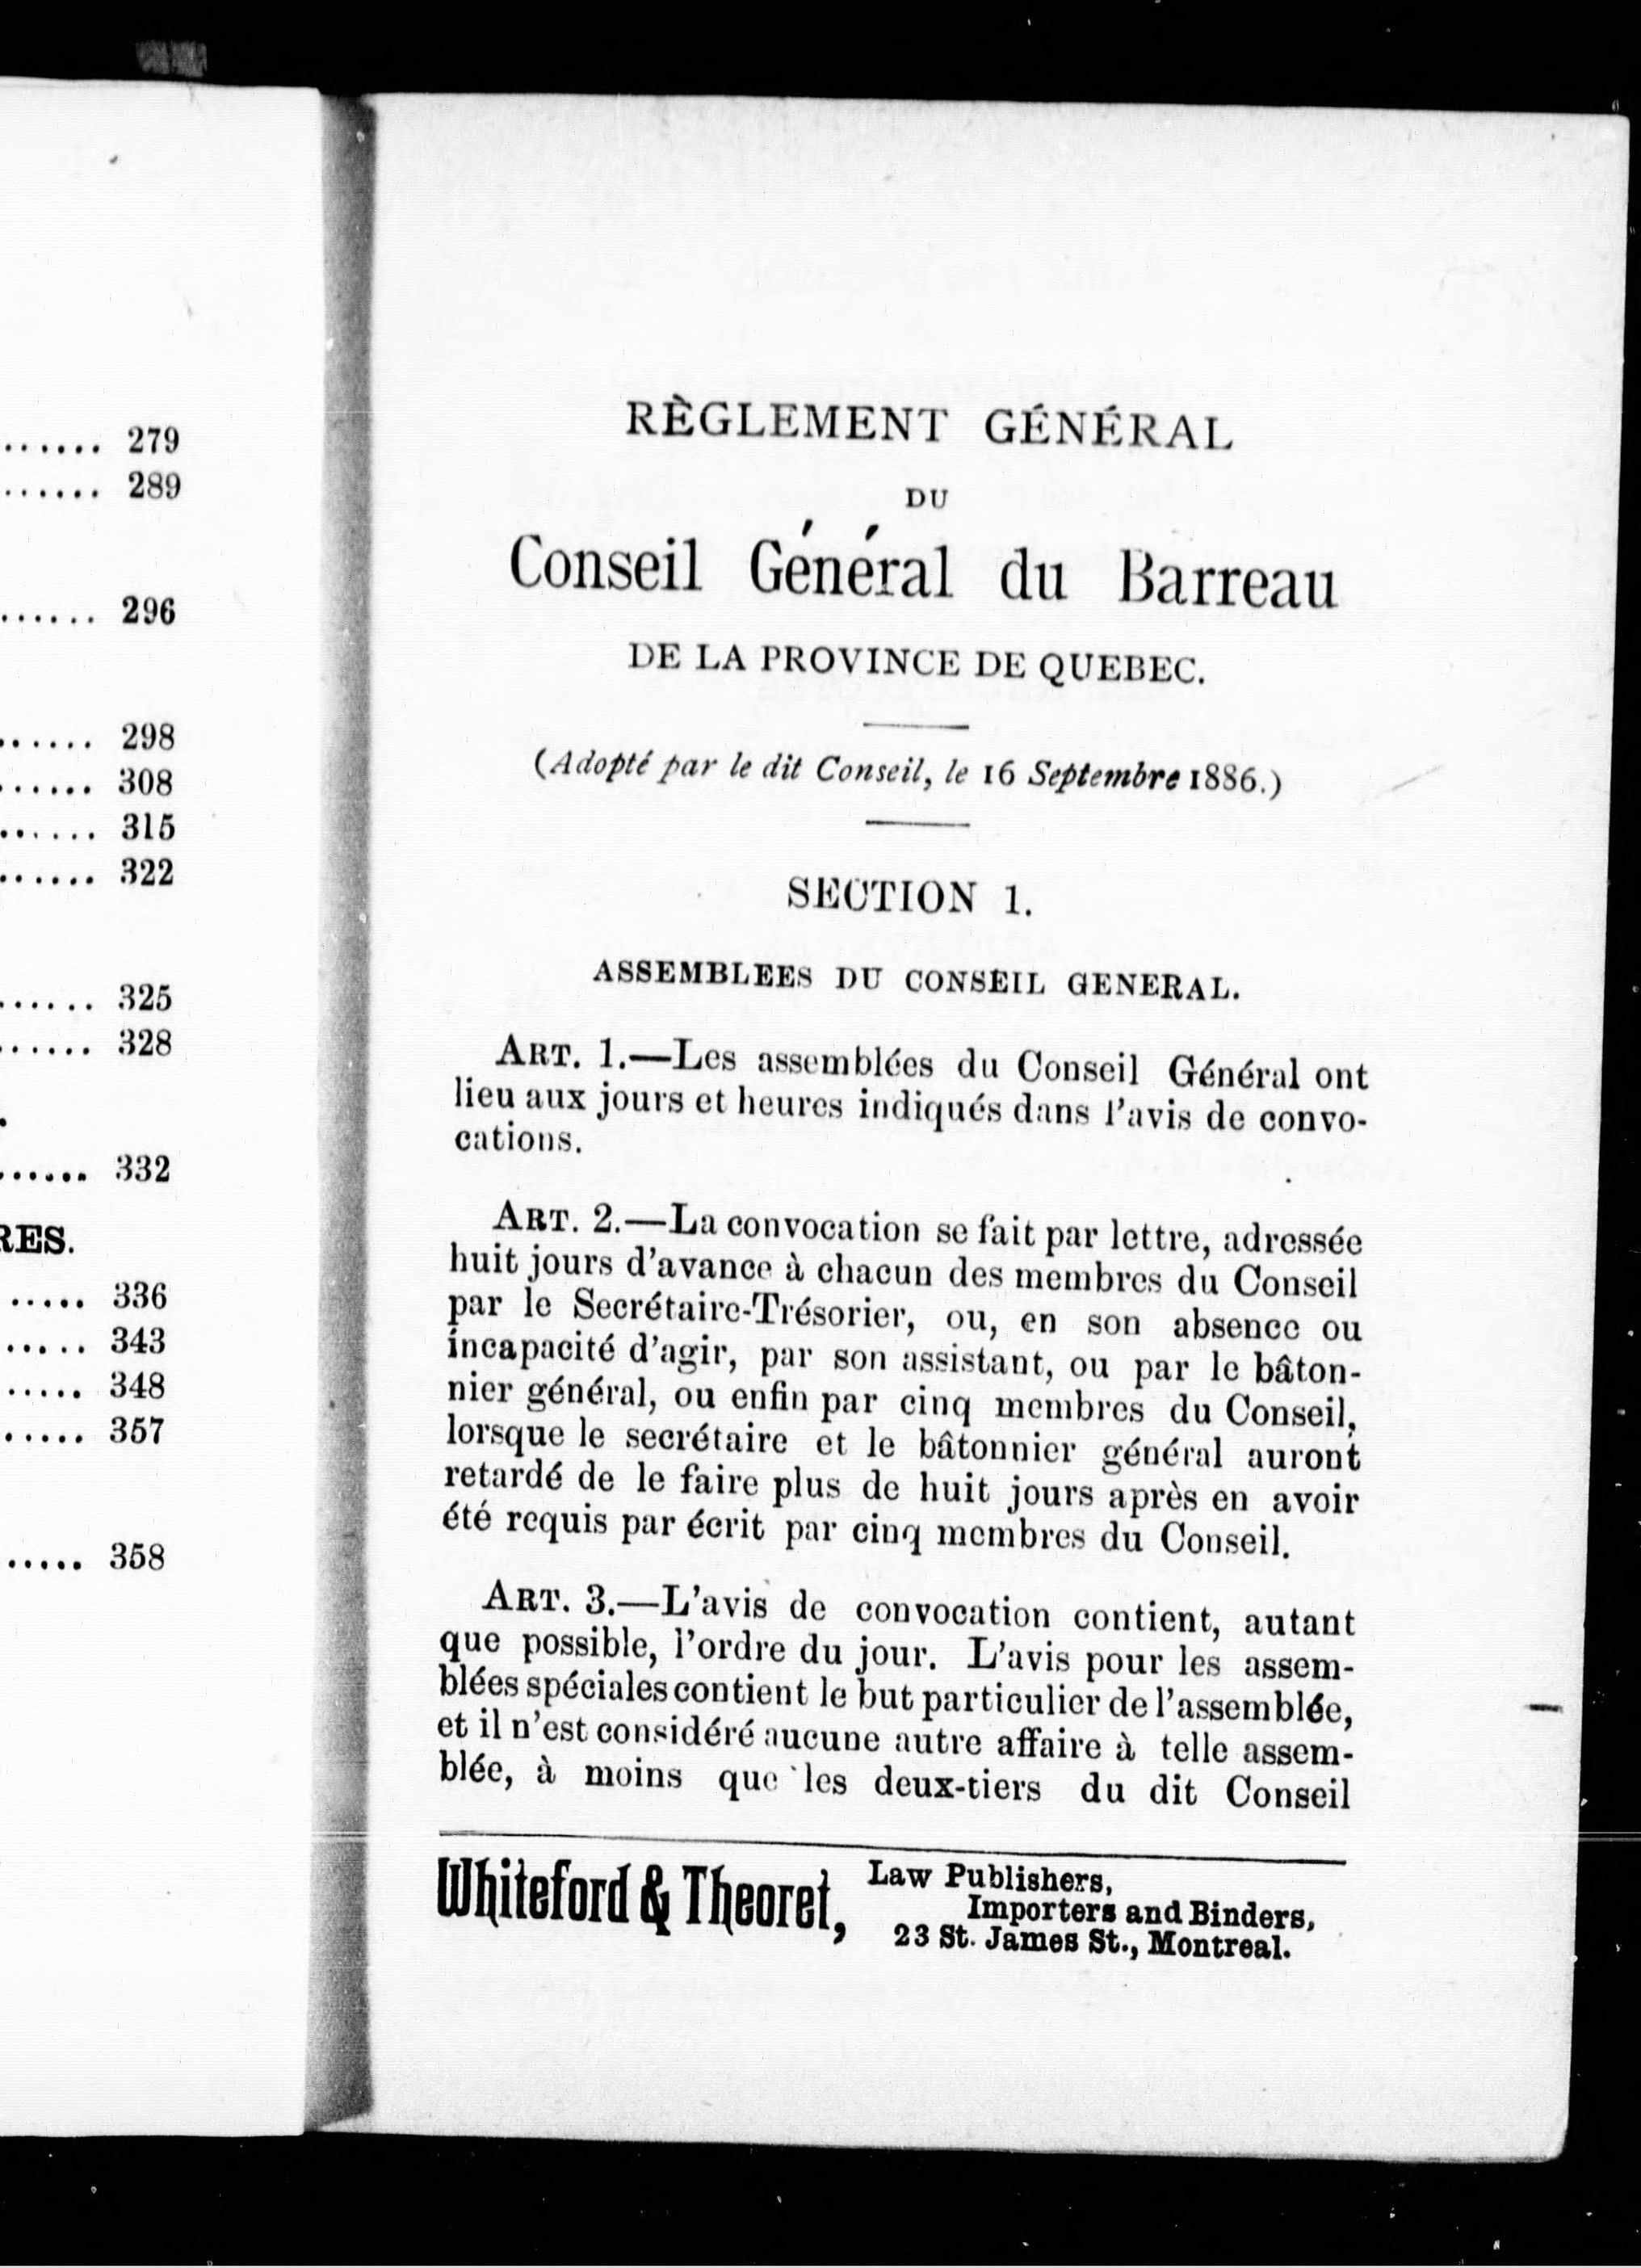 ...... 279
...... 289
...... 296
...... 298
...... 308
...... 315
...... 322
...... 325
...... 328
.
...... 332
RES.
..... 336
..... 343
..... 348
..... 357
..... 358
RÈGLEMENT GÉNÉRAL
DU
Conseil Général du Barreau
DE LA PROVINCE DE QUEBEC.
(Adopté par le dit Conseil, le 16 Septembre 1886.)
SECTION 1.
ASSEMBLEES DU CONSEIL GENERAL.
ART. 1.—Les assemblées du Conseil Général ont
lieu aux jours et heures indiqués dans l'avis de convo-
cations.
ART. 2.—La convocation se fait par lettre, adressée
huit jours d'avance à chacun des membres du Conseil
par le Secrétaire-Trésorier, ou, en son absence ou
incapacité d'agir, par son assistant, ou par le bâton-
nier général, ou enfin par cinq membres du Conseil,
lorsque le secrétaire et le bâtonnier général auront
retardé de le faire plus de huit jours après en avoir
été requis par écrit par cinq membres du Conseil.
ART. 3.—L'avis de convocation contient, autant
que possible, l'ordre du jour. L'avis pour les assem-
blées spéciales contient le but particulier de l'assemblée,
et il n'est considéré aucune autre affaire à telle assem-
blée, à moins que les deux-tiers du dit Conseil
Whiteford & Theoret,
Law Publishers,
Importers and Binders,
23 St. James St., Montreal.